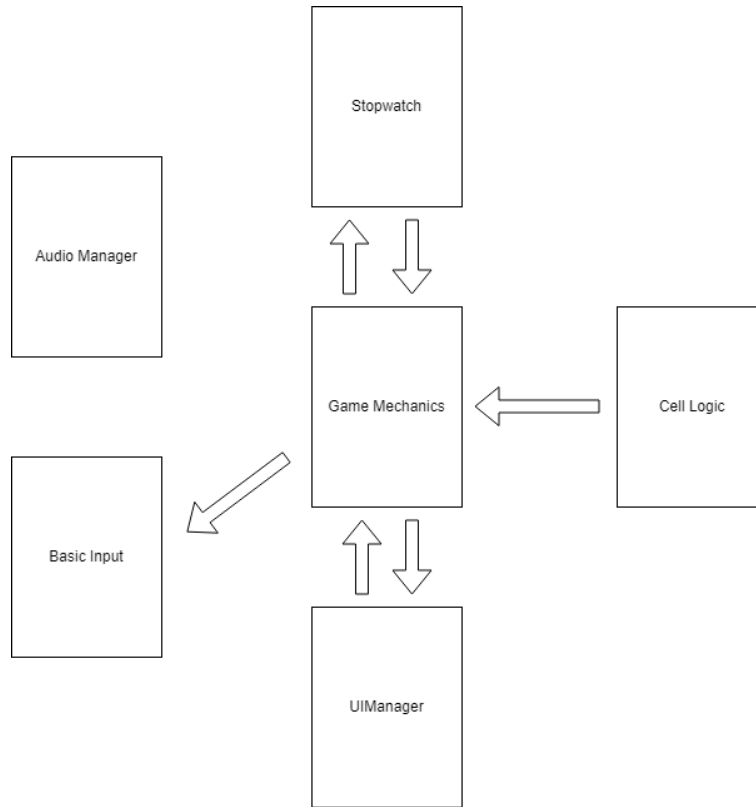 Stopwatch
Audio Manager
Game Mechanics
Cell Logic
Basic Input
UIManager